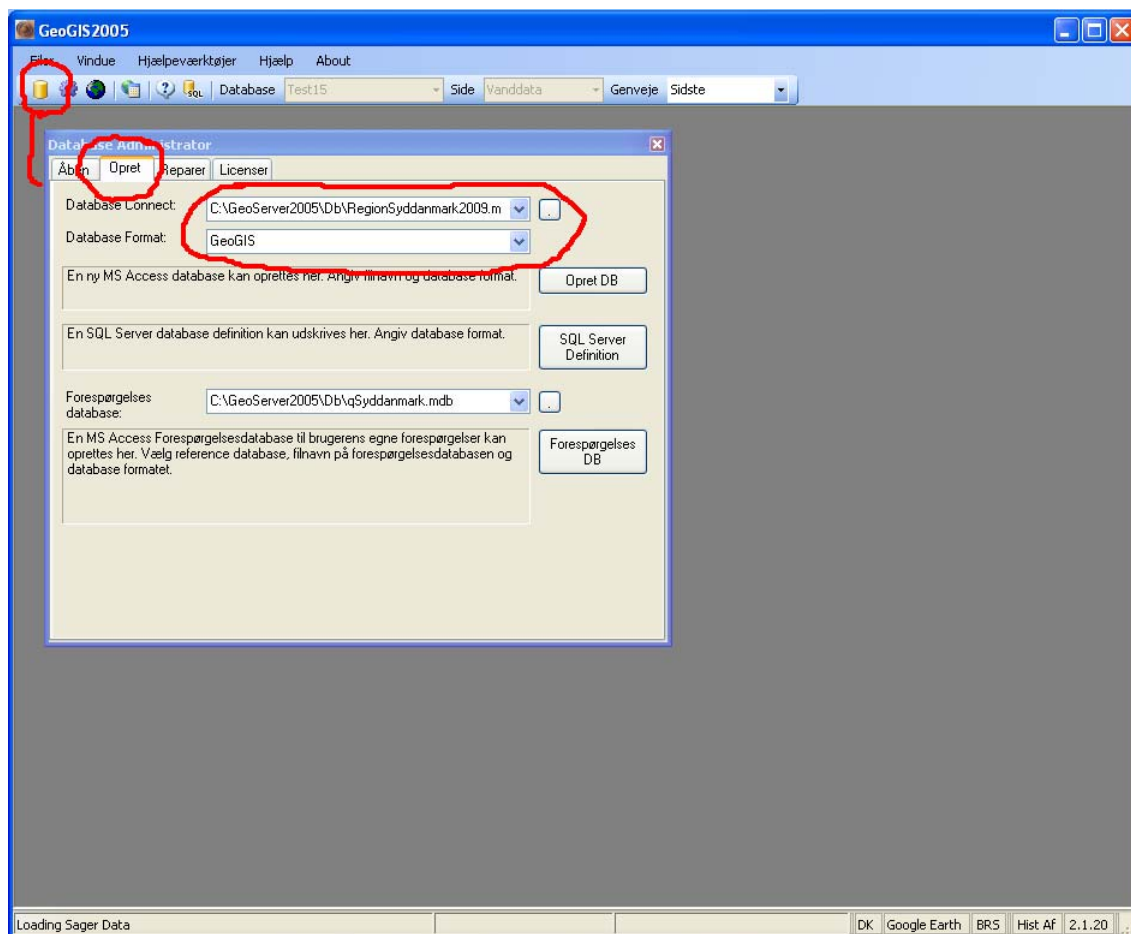 GeoGIS2005
Filer Vindue Hjælpeværktøjer Hjælp About
SQL Database Test15 Side Vanddata Genveje Sidste
Database Administrator
Åben Opret Reparer Licenser
Database Connect: C:\GeoServer2005\Db\RegionSyddanmark2009.m .
Database Format: GeoGIS
En ny MS Access database kan oprettes her. Angiv filnavn og database format.
Opret DB
En SQL Server database definition kan udskrives her. Angiv database format.
SQL Server
Definition
Forespørgelses
database:
C:\GeoServer2005\Db\qSyddanmark.mdb .
En MS Access Forespørgelsesdatabase til brugerens egne forespørgelser kan
oprettes her. Vælg reference database, filnavn på forespørgelsesdatabasen og
database formatet.
Forespørgelses
DB
Loading Sager Data DK Google Earth BRS Hist Af 2.1.20